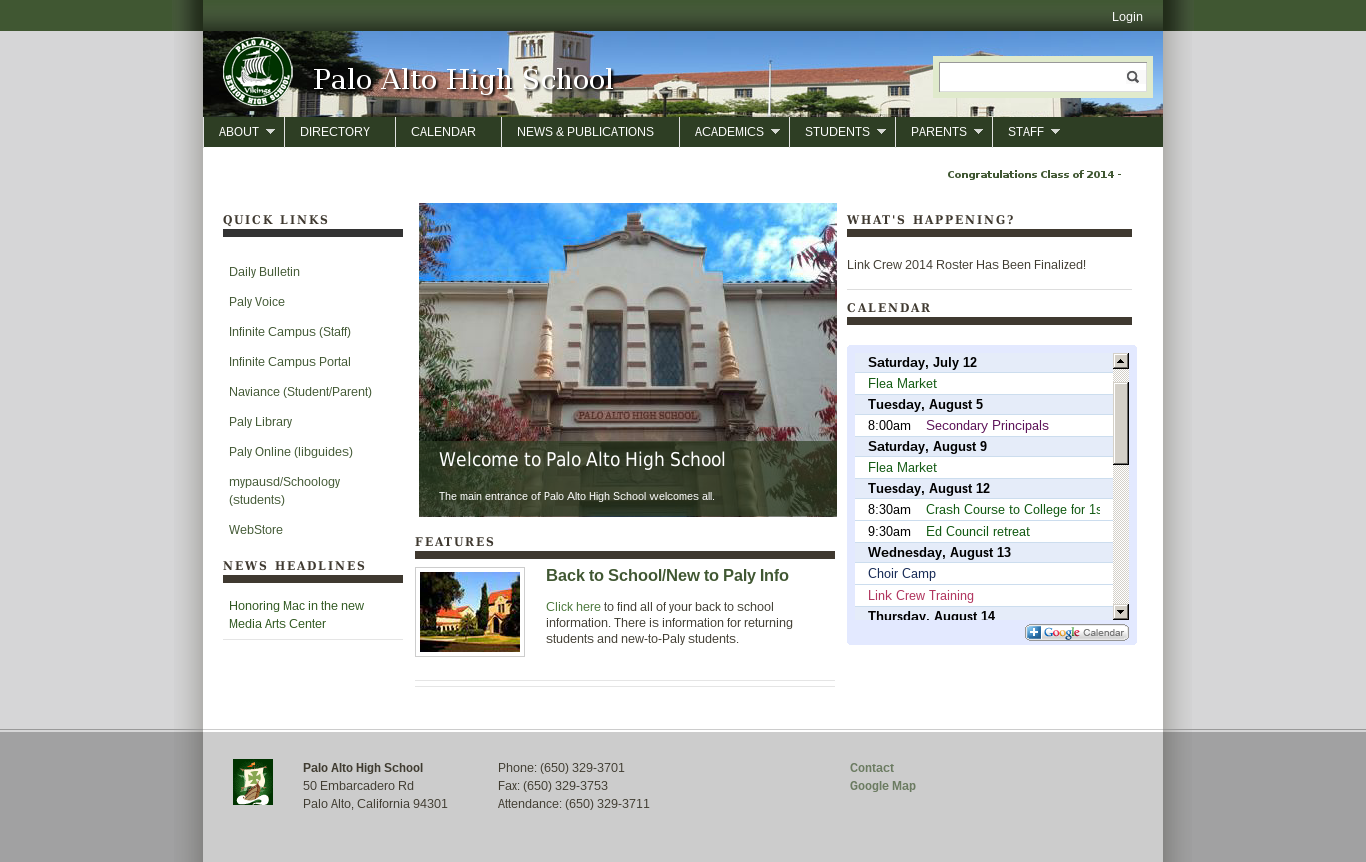 Login
PALO ALTO
Vikings
SENIOR HIGH SCHOOL
Palo Alto High School
ABOUT
DIRECTORY
CALENDAR
NEWS & PUBLICATIONS
ACADEMICS
STUDENTS
PARENTS
STAFF
Congratulations Class of 2014 -
QUICK LINKS
Daily Bulletin
Paly Voice
Infinite Campus (Staff)
Infinite Campus Portal
Naviance (Student/Parent)
Paly Library
Paly Online (libguides)
mypausd/Schoology
(students)
WebStore
NEWS HEADLINES
Honoring Mac in the new
Media Arts Center
PALO ALTO HIGH SCHOOL
Welcome to Palo Alto High School
The main entrance of Palo Alto High School welcomes all.
FEATURES
Back to School/New to Paly Info
Click here to find all of your back to school
information. There is information for returning
students and new-to-Paly students.
WHAT'S HAPPENING?
Link Crew 2014 Roster Has Been Finalized!
CALENDAR
Saturday, July 12
Flea Market
Tuesday, August 5
8:00am Secondary Principals
Saturday, August 9
Flea Market
Tuesday, August 12
8:30am Crash Course to College for 1s
9:30am Ed Council retreat
Wednesday, August 13
Choir Camp
Link Crew Training
Thursday, August 14
Google Calendar
Palo Alto High School
50 Embarcadero Rd
Palo Alto, California 94301
Phone: (650) 329-3701
Fax: (650) 329-3753
Attendance: (650) 329-3711
Contact
Google Map